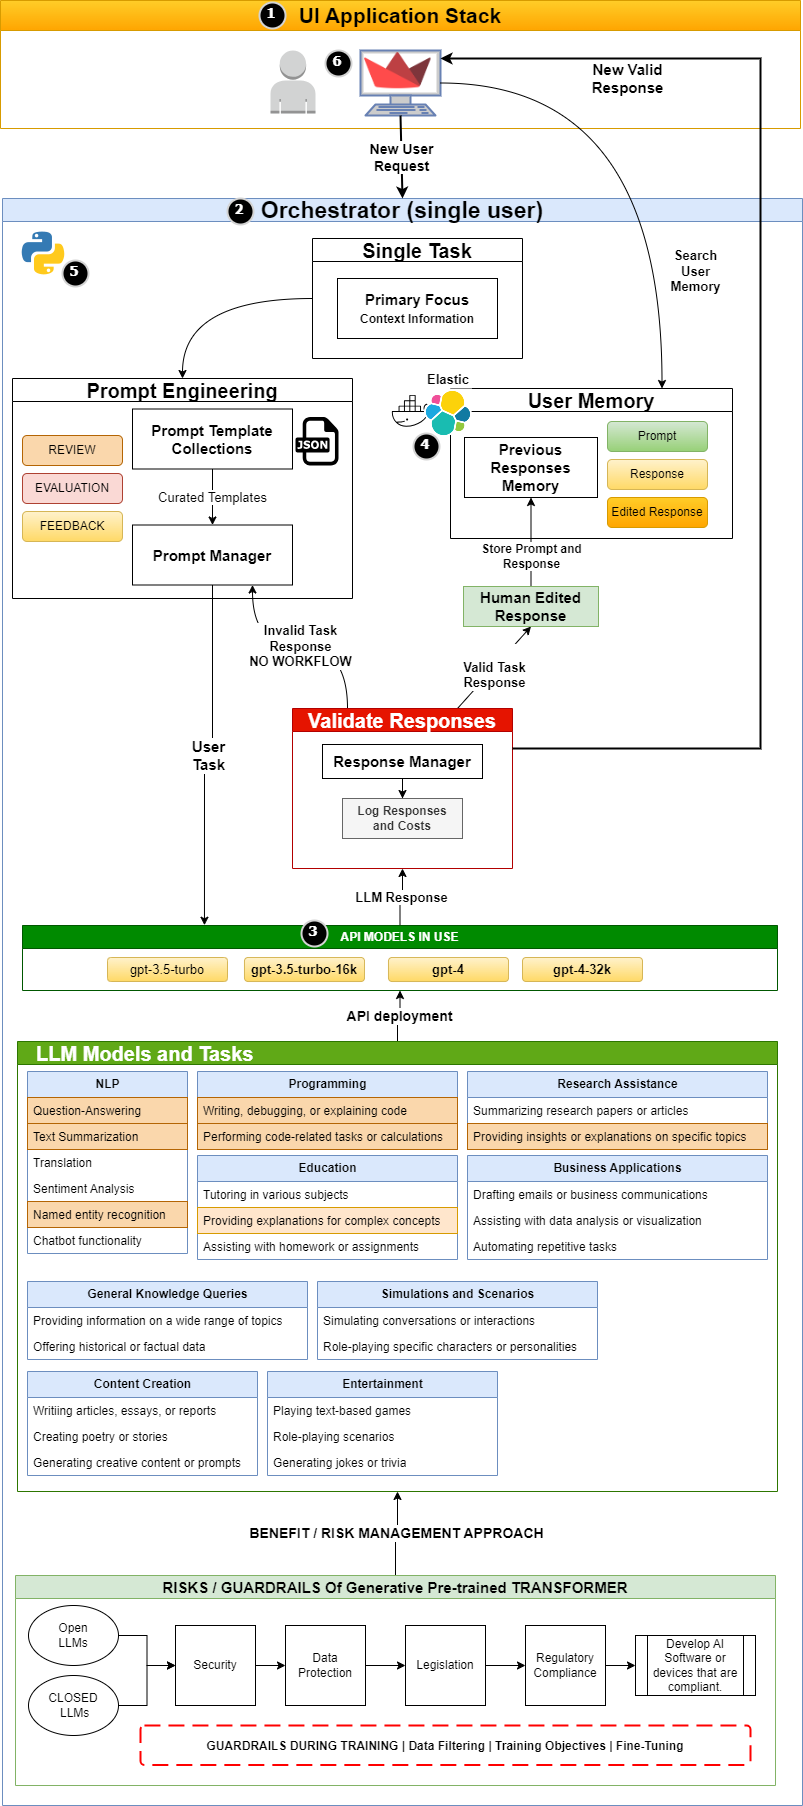 1 UI Application Stack
6
New Valid
Response
New User
Request
2 Orchestrator (single user)
5
Single Task
Primary Focus
Context Information
Search
User
Memory
Prompt Engineering
Prompt Template
Collections
JSON
REVIEW
EVALUATION
FEEDBACK
Curated Templates
Prompt Manager
Elastic
4
User Memory
Previous
Responses
Memory
Prompt
Response
Edited Response
Store Prompt and
Response
Human Edited
Response
Invalid Task
Response
NO WORKFLOW
Valid Task
Response
Validate Responses
Response Manager
Log Responses
and Costs
User
Task
LLM Response
3 API MODELS IN USE
gpt-3.5-turbo
gpt-3.5-turbo-16k
gpt-4
gpt-4-32k
API deployment
LLM Models and Tasks
NLP
Question-Answering
Text Summarization
Translation
Sentiment Analysis
Named entity recognition
Chatbot functionality
Programming
Writing, debugging, or explaining code
Performing code-related tasks or calculations
Research Assistance
Summarizing research papers or articles
Providing insights or explanations on specific topics
Education
Tutoring in various subjects
Providing explanations for complex concepts
Assisting with homework or assignments
Business Applications
Drafting emails or business communications
Assisting with data analysis or visualization
Automating repetitive tasks
General Knowledge Queries
Providing information on a wide range of topics
Offering historical or factual data
Simulations and Scenarios
Simulating conversations or interactions
Role-playing specific characters or personalities
Content Creation
Writiing articles, essays, or reports
Creating poetry or stories
Generating creative content or prompts
Entertainment
Playing text-based games
Role-playing scenarios
Generating jokes or trivia
BENEFIT / RISK MANAGEMENT APPROACH
RISKS / GUARDRAILS Of Generative Pre-trained TRANSFORMER
Open
LLMs
CLOSED
LLMs
Security
Data
Protection
Legislation
Regulatory
Compliance
Develop AI
Software or
devices that are
compliant.
GUARDRAILS DURING TRAINING | Data Filtering | Training Objectives | Fine-Tuning